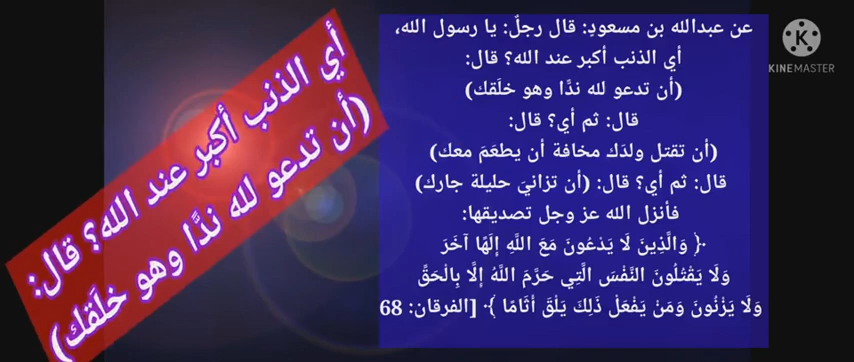 عن عبدالله بن مسعودٍ: قال رجلٌ: يا رسول الله،
أي الذنب أكبر عند الله؟ قال:
(أن تدعو لله ندًّا وهو خلَقك)
قال: ثم أي؟ قال:
(أن تقتل ولدَك مخافة أن يطعَمَ معك)
قال: ثم أي؟ قال: (أن تزانيَ حليلة جارك)
فأنزل الله عز وجل تصديقها:
﴿ وَالَّذِينَ لَا يَدْعُونَ مَعَ اللَّهِ إِلَهًا آخَرَ
وَلَا يَقْتُلُونَ النَّفْسَ الَّتِي حَرَّمَ اللَّهُ إِلَّا بِالْحَقِّ
وَلَا يَزْنُونَ وَمَنْ يَفْعَلْ ذَلِكَ يَلْقَ أَثَامًا ﴾ [الفرقان: 68
أي الذنب أكبر عند الله؟ قال:
(أن تدعو لله ندًّا وهو خلَقك)
KINEMASTER